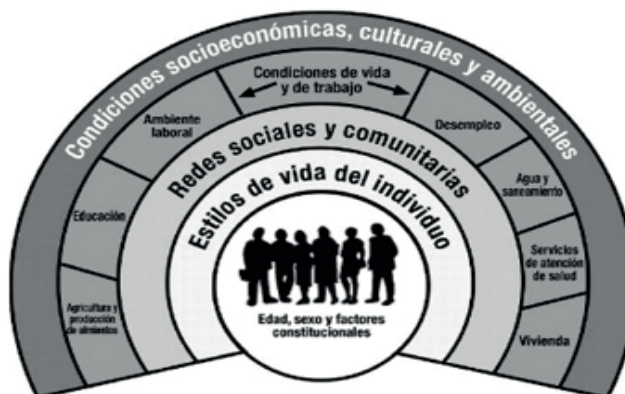 Condiciones socioeconómicas, culturales y ambientales
Condiciones de vida
y de trabajo
Ambiente
laboral
Desempleo
Redes sociales y comunitarias
Educación
Agua y
saneamiento
Estilos de vida del individuo
Servicios
de atención
de salud
Agricultura y
producción
de alimentos
Vivienda
Edad, sexo y factores
constitucionales